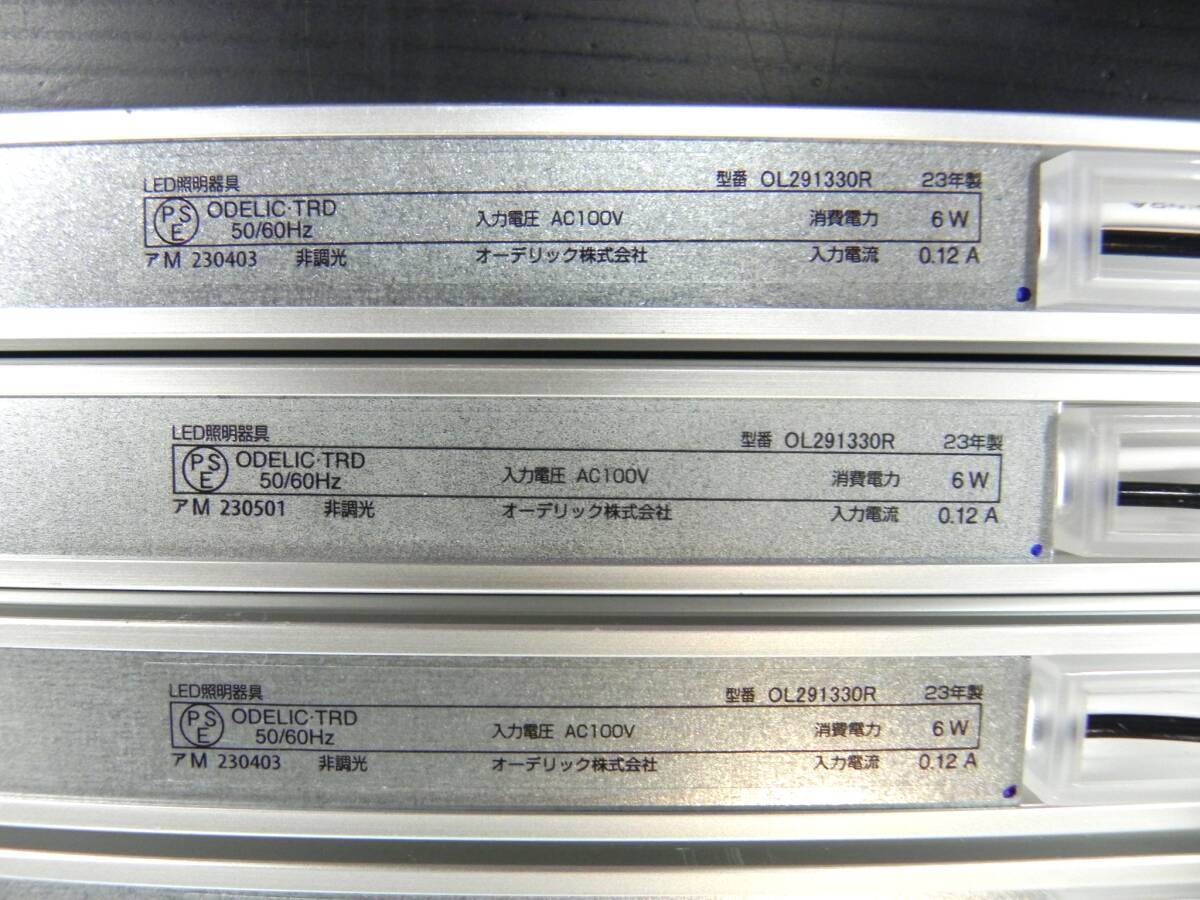 LED照明器具 型番 OL291330R 23年製
PSE ODELIC·TRD 入力電圧 AC100V 消費電力 6W
50/60Hz
アM 230403 非調光 オーデリック株式会社 入力電流 0.12A
LED照明器具 型番 OL291330R 23年製
PSE ODELIC·TRD 入力電圧 AC100V 消費電力 6W
50/60Hz
アM 230501 非調光 オーデリック株式会社 入力電流 0.12A
LED照明器具 型番 OL291330R 23年製
PSE ODELIC·TRD 入力電圧 AC100V 消費電力 6W
50/60Hz
アM 230403 非調光 オーデリック株式会社 入力電流 0.12A